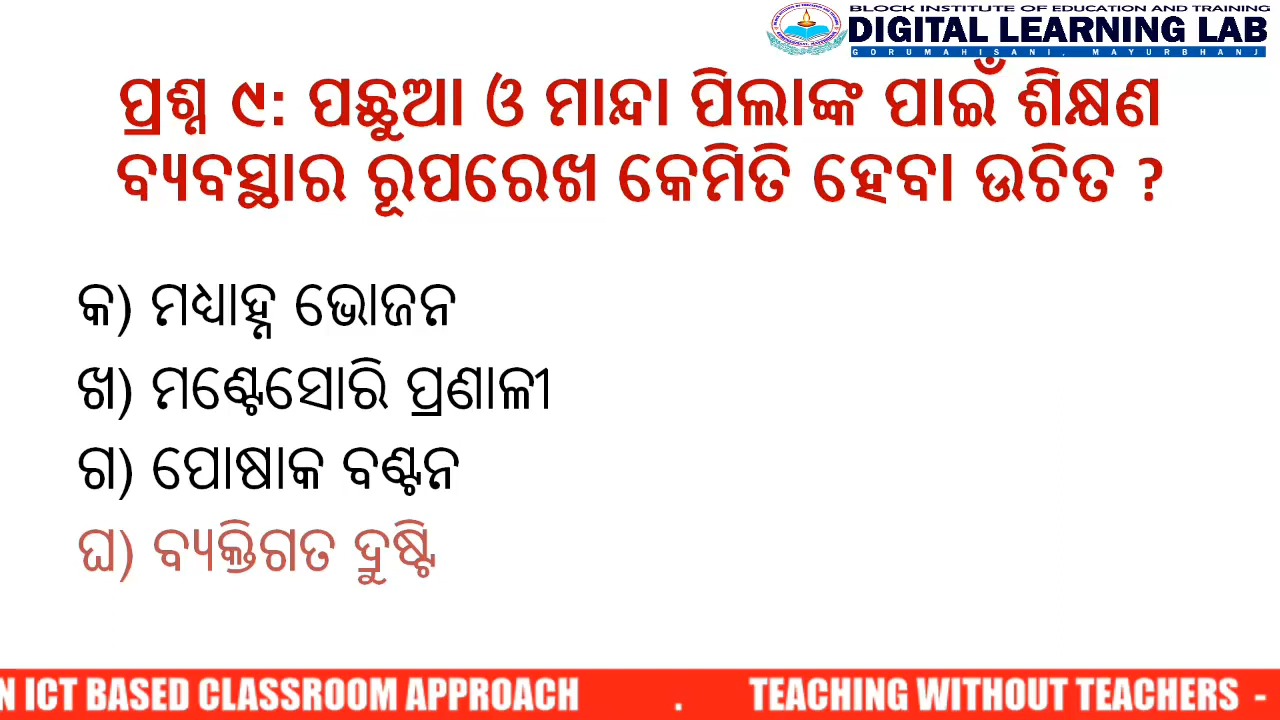 BLOCK INSTITUTE OF EDUCATION AND TRAINING
DIGITAL LEARNING LAB
GORUMAHISANI, MAYURBHANJ
ପ୍ରଶ୍ନ ୯: ପଛୁଆ ଓ ମାନ୍ଦା ପିଲାଙ୍କ ପାଇଁ ଶିକ୍ଷଣ
ବ୍ୟବସ୍ଥାର ରୂପରେଖ କେମିତି ହେବା ଉଚିତ ?
କ) ମଧ୍ୟାହ୍ନ ଭୋଜନ
ଖ) ମଣ୍ଟେସୋରି ପ୍ରଣାଳୀ
ଗ) ପୋଷାକ ବଣ୍ଟନ
ଘ) ବ୍ୟକ୍ତିଗତ ଦ୍ରୁଷ୍ଟି
N ICT BASED CLASSROOM APPROACH . TEACHING WITHOUT TEACHERS -